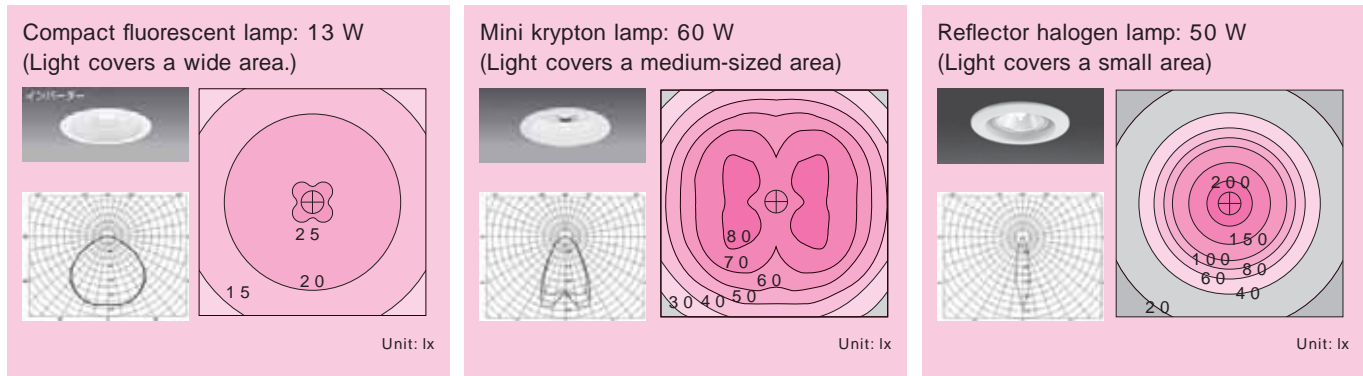 Compact fluorescent lamp: 13 W
(Light covers a wide area.)
インバーター
25
20
15
Unit: lx
Mini krypton lamp: 60 W
(Light covers a medium-sized area)
80
70
60
50
40
30
Unit: lx
Reflector halogen lamp: 50 W
(Light covers a small area)
200
150
100
80
60
40
20
Unit: lx